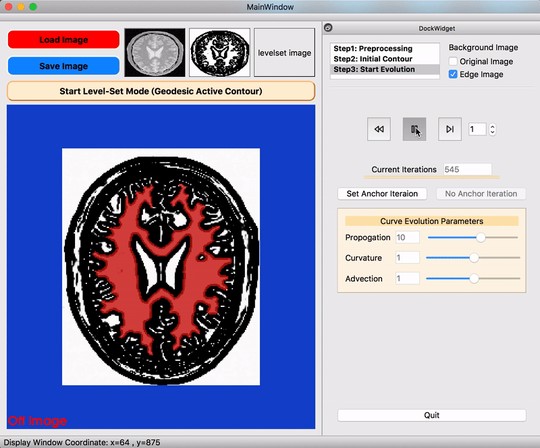 MainWindow
Load Image
Save Image
levelset image
Start Level-Set Mode (Geodesic Active Contour)
Off Image
Display Window Coordinate: x=64 , y=875
DockWidget
Step1: Preprocessing
Step2: Initial Contour
Step3: Start Evolution
Background Image
Original Image
Edge Image
1
Current Iterations 545
Set Anchor Iteraion
No Anchor Iteration
Curve Evolution Parameters
Propogation 10
Curvature 1
Advection 1
Quit